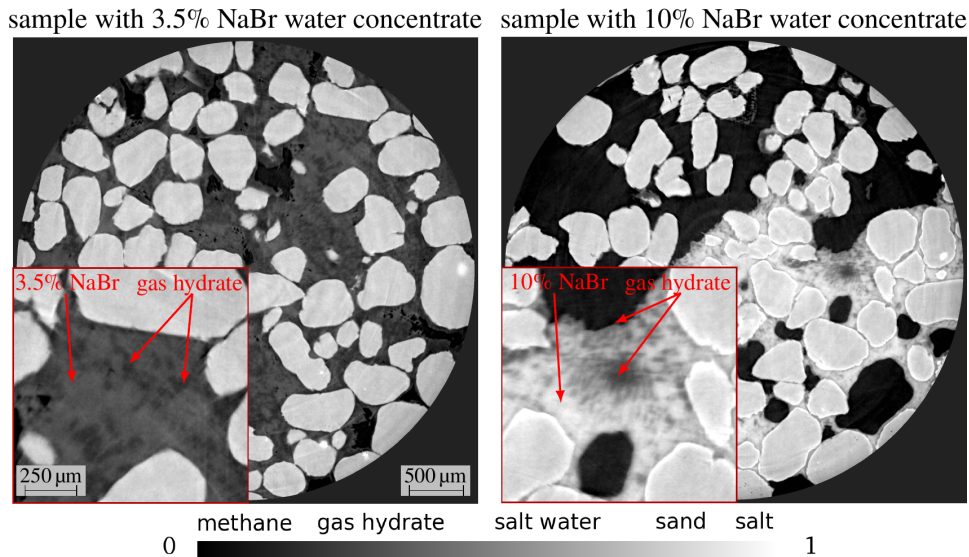 sample with 3.5% NaBr water concentrate
sample with 10% NaBr water concentrate
3.5% NaBr gas hydrate
10% NaBr gas hydrate
250 µm
500 µm
methane gas hydrate salt water sand salt
0 1